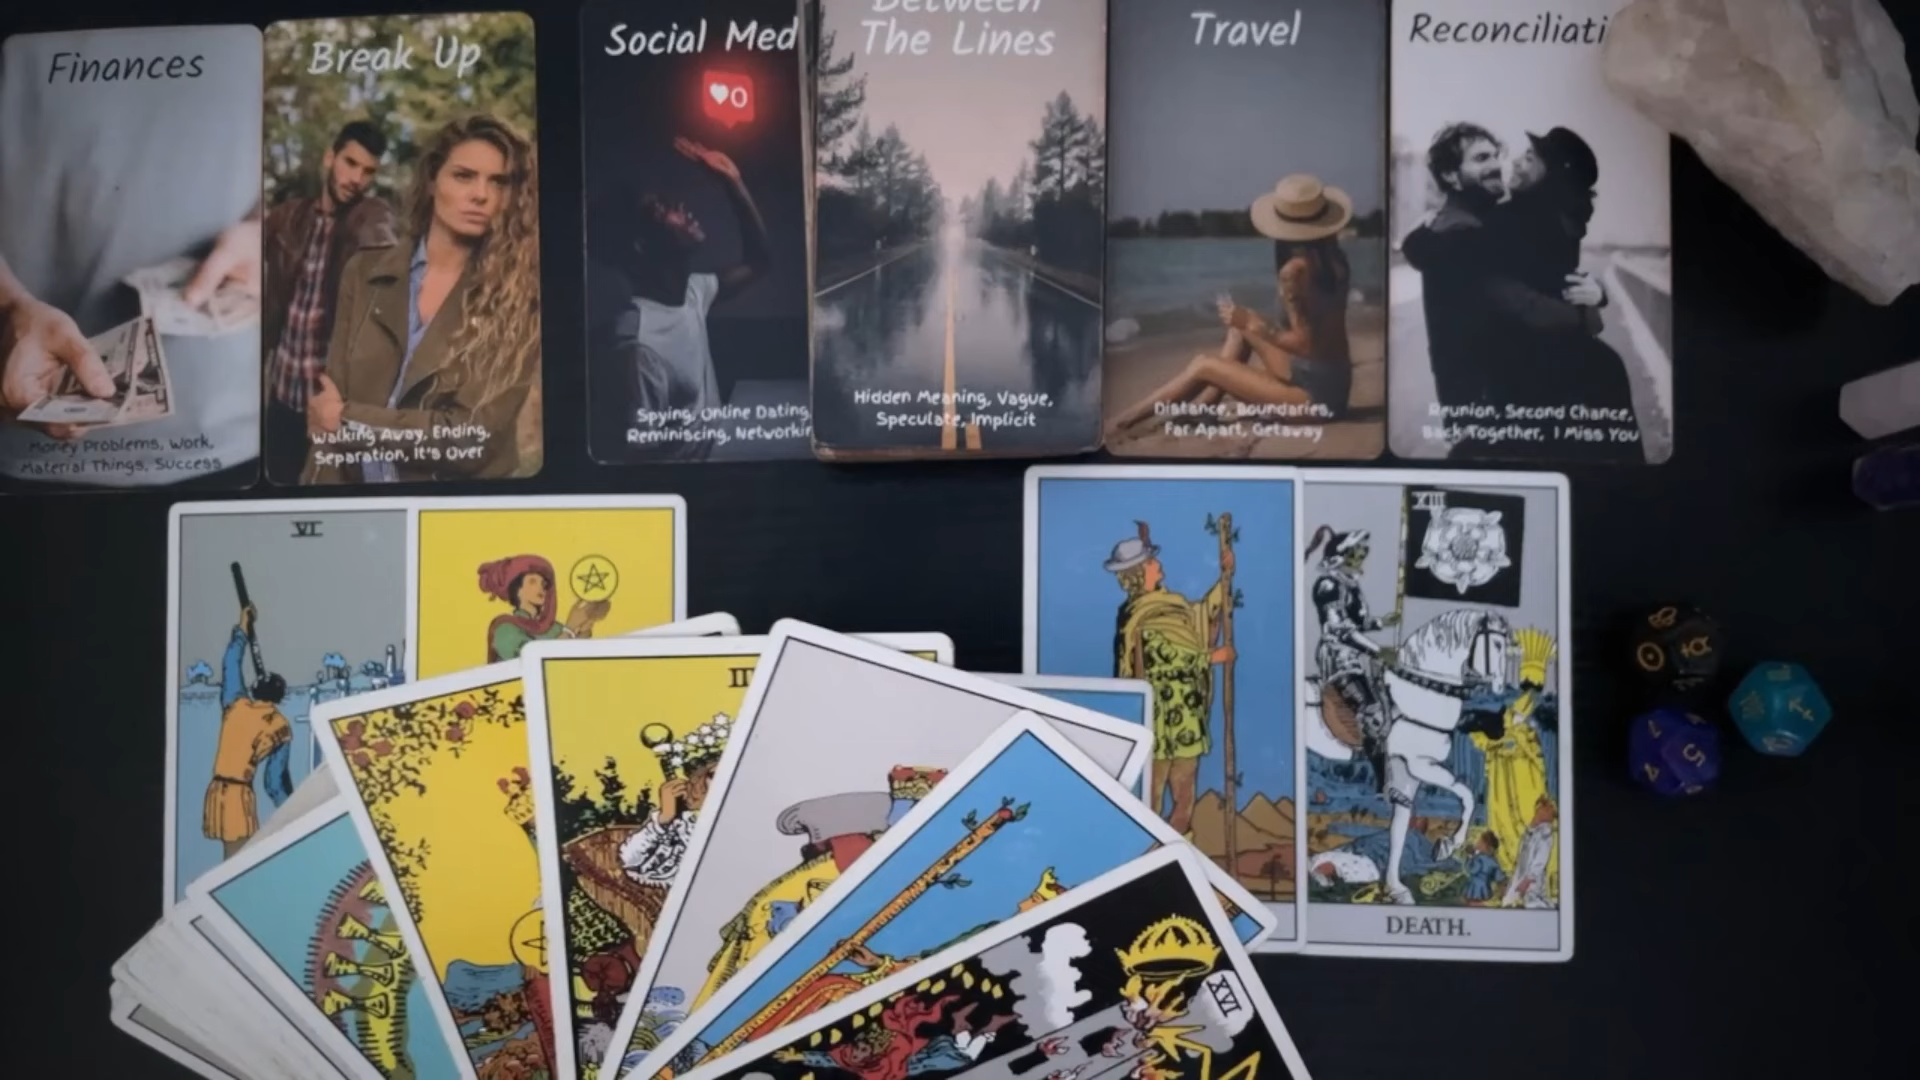 Finances
Money Problems, Work,
Material Things, Success
Break Up
Walking Away, Ending,
Separation, It's Over
Social Med
Spying, Online Dating,
Reminiscing, Networkin
Between
The Lines
Hidden Meaning, Vague,
Speculate, Implicit
Travel
Distance, Boundaries,
Far Apart, Getaway
Reconciliati
Reunion, Second Chance,
Back Together, I Miss You
0
VI
XIII
DEATH.
XVI
5